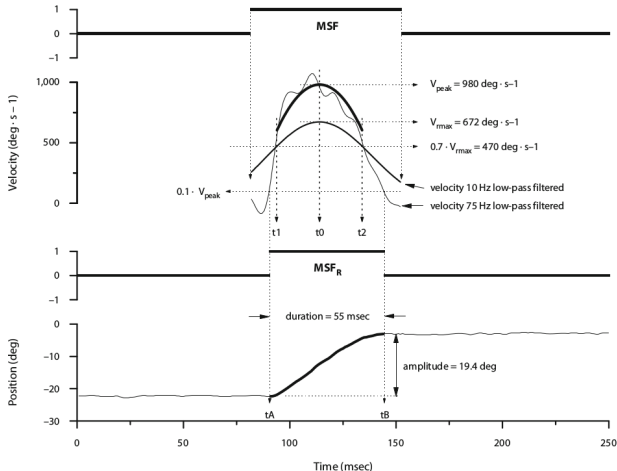 1
0
−1
MSF
Velocity (deg · s − 1)
1,000
500
0
Vpeak = 980 deg · s−1
Vrmax = 672 deg · s−1
0.7 · Vrmax = 470 deg · s−1
0.1 · Vpeak
velocity 10 Hz low-pass filtered
velocity 75 Hz low-pass filtered
t1 t0 t2
1
0
−1
MSFR
duration = 55 msec
Position (deg)
0
−10
−20
−30
amplitude = 19.4 deg
tA tB
0 50 100 150 200 250
Time (msec)